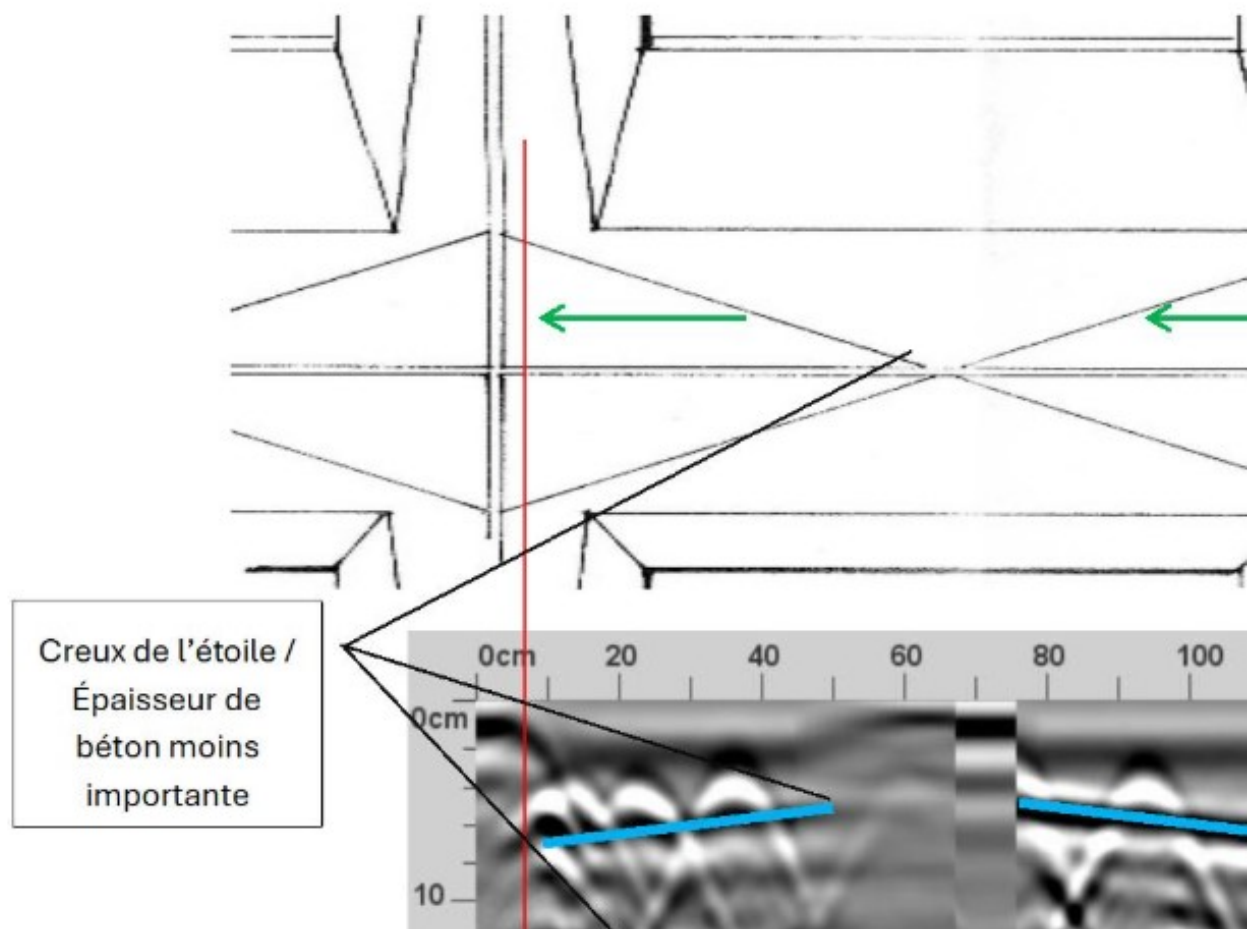 Creux de l’étoile /
Épaisseur de
béton moins
importante
0cm 20 40 60 80 100
0cm
10